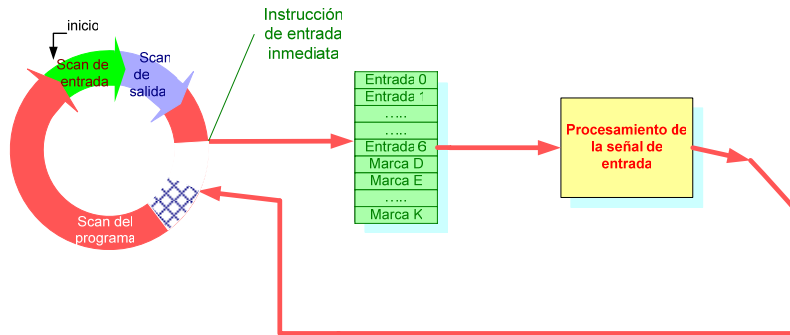 inicio
Instrucción
de entrada
inmediata
Scan de
entrada
Scan
de
salida
Entrada 0
Entrada 1
.....
.....
Entrada 6
Marca D
Marca E
.....
Marca K
Procesamiento de
la señal de
entrada
Scan del
programa